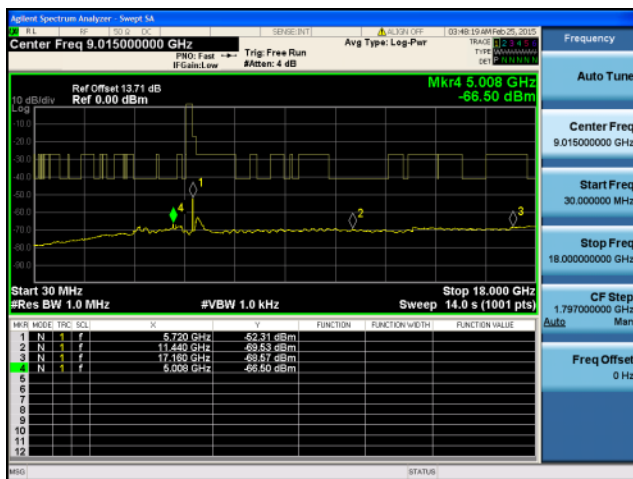 Agilent Spectrum Analyzer - Swept SA
RL RF 50 Ω DC SENSE:INT ALIGN OFF 03:48:19 AM Feb 25, 2015
Center Freq 9.015000000 GHz
PNO: Fast
IFGain:Low
Trig: Free Run
#Atten: 4 dB
Avg Type: Log-Pwr
TRACE 1 2 3 4 5 6
TYPE
DET P N N N N N
Ref Offset 13.71 dB
Ref 0.00 dBm
Mkr4 5.008 GHz
-66.50 dBm
10 dB/div
Log
-10.0
-20.0
-30.0
-40.0
-50.0
-60.0
-70.0
-80.0
-90.0
1
2
3
4
Start 30 MHz
Stop 18.000 GHz
#Res BW 1.0 MHz
#VBW 1.0 kHz
Sweep 14.0 s (1001 pts)
MKR MODE TRC SCL X Y FUNCTION FUNCTION WIDTH FUNCTION VALUE
1 N 1 f 5.720 GHz -52.31 dBm
2 N 1 f 11.440 GHz -69.53 dBm
3 N 1 f 17.160 GHz -68.57 dBm
4 N 1 f 5.008 GHz -66.50 dBm
5
6
7
8
9
10
11
12
MSG
STATUS
Frequency
Auto Tune
Center Freq
9.015000000 GHz
Start Freq
30.000000 MHz
Stop Freq
18.000000000 GHz
CF Step
1.797000000 GHz
Auto Man
Freq Offset
0 Hz